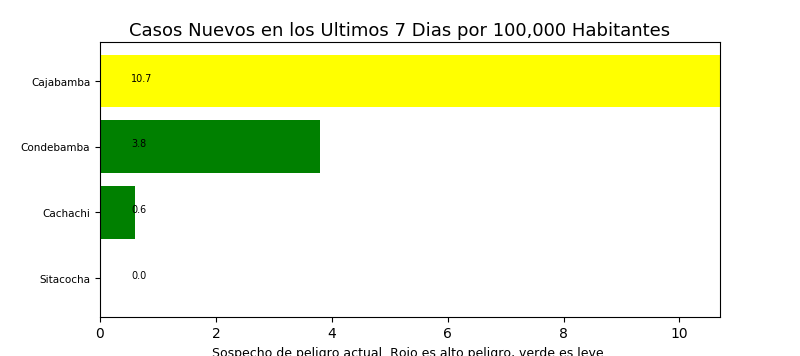 Casos Nuevos en los Ultimos 7 Dias por 100,000 Habitantes
Cajabamba 10.7
Condebamba 3.8
Cachachi 0.6
Sitacocha 0.0
0 2 4 6 8 10
Sospecho de peligro actual. Rojo es alto peligro, verde es leve